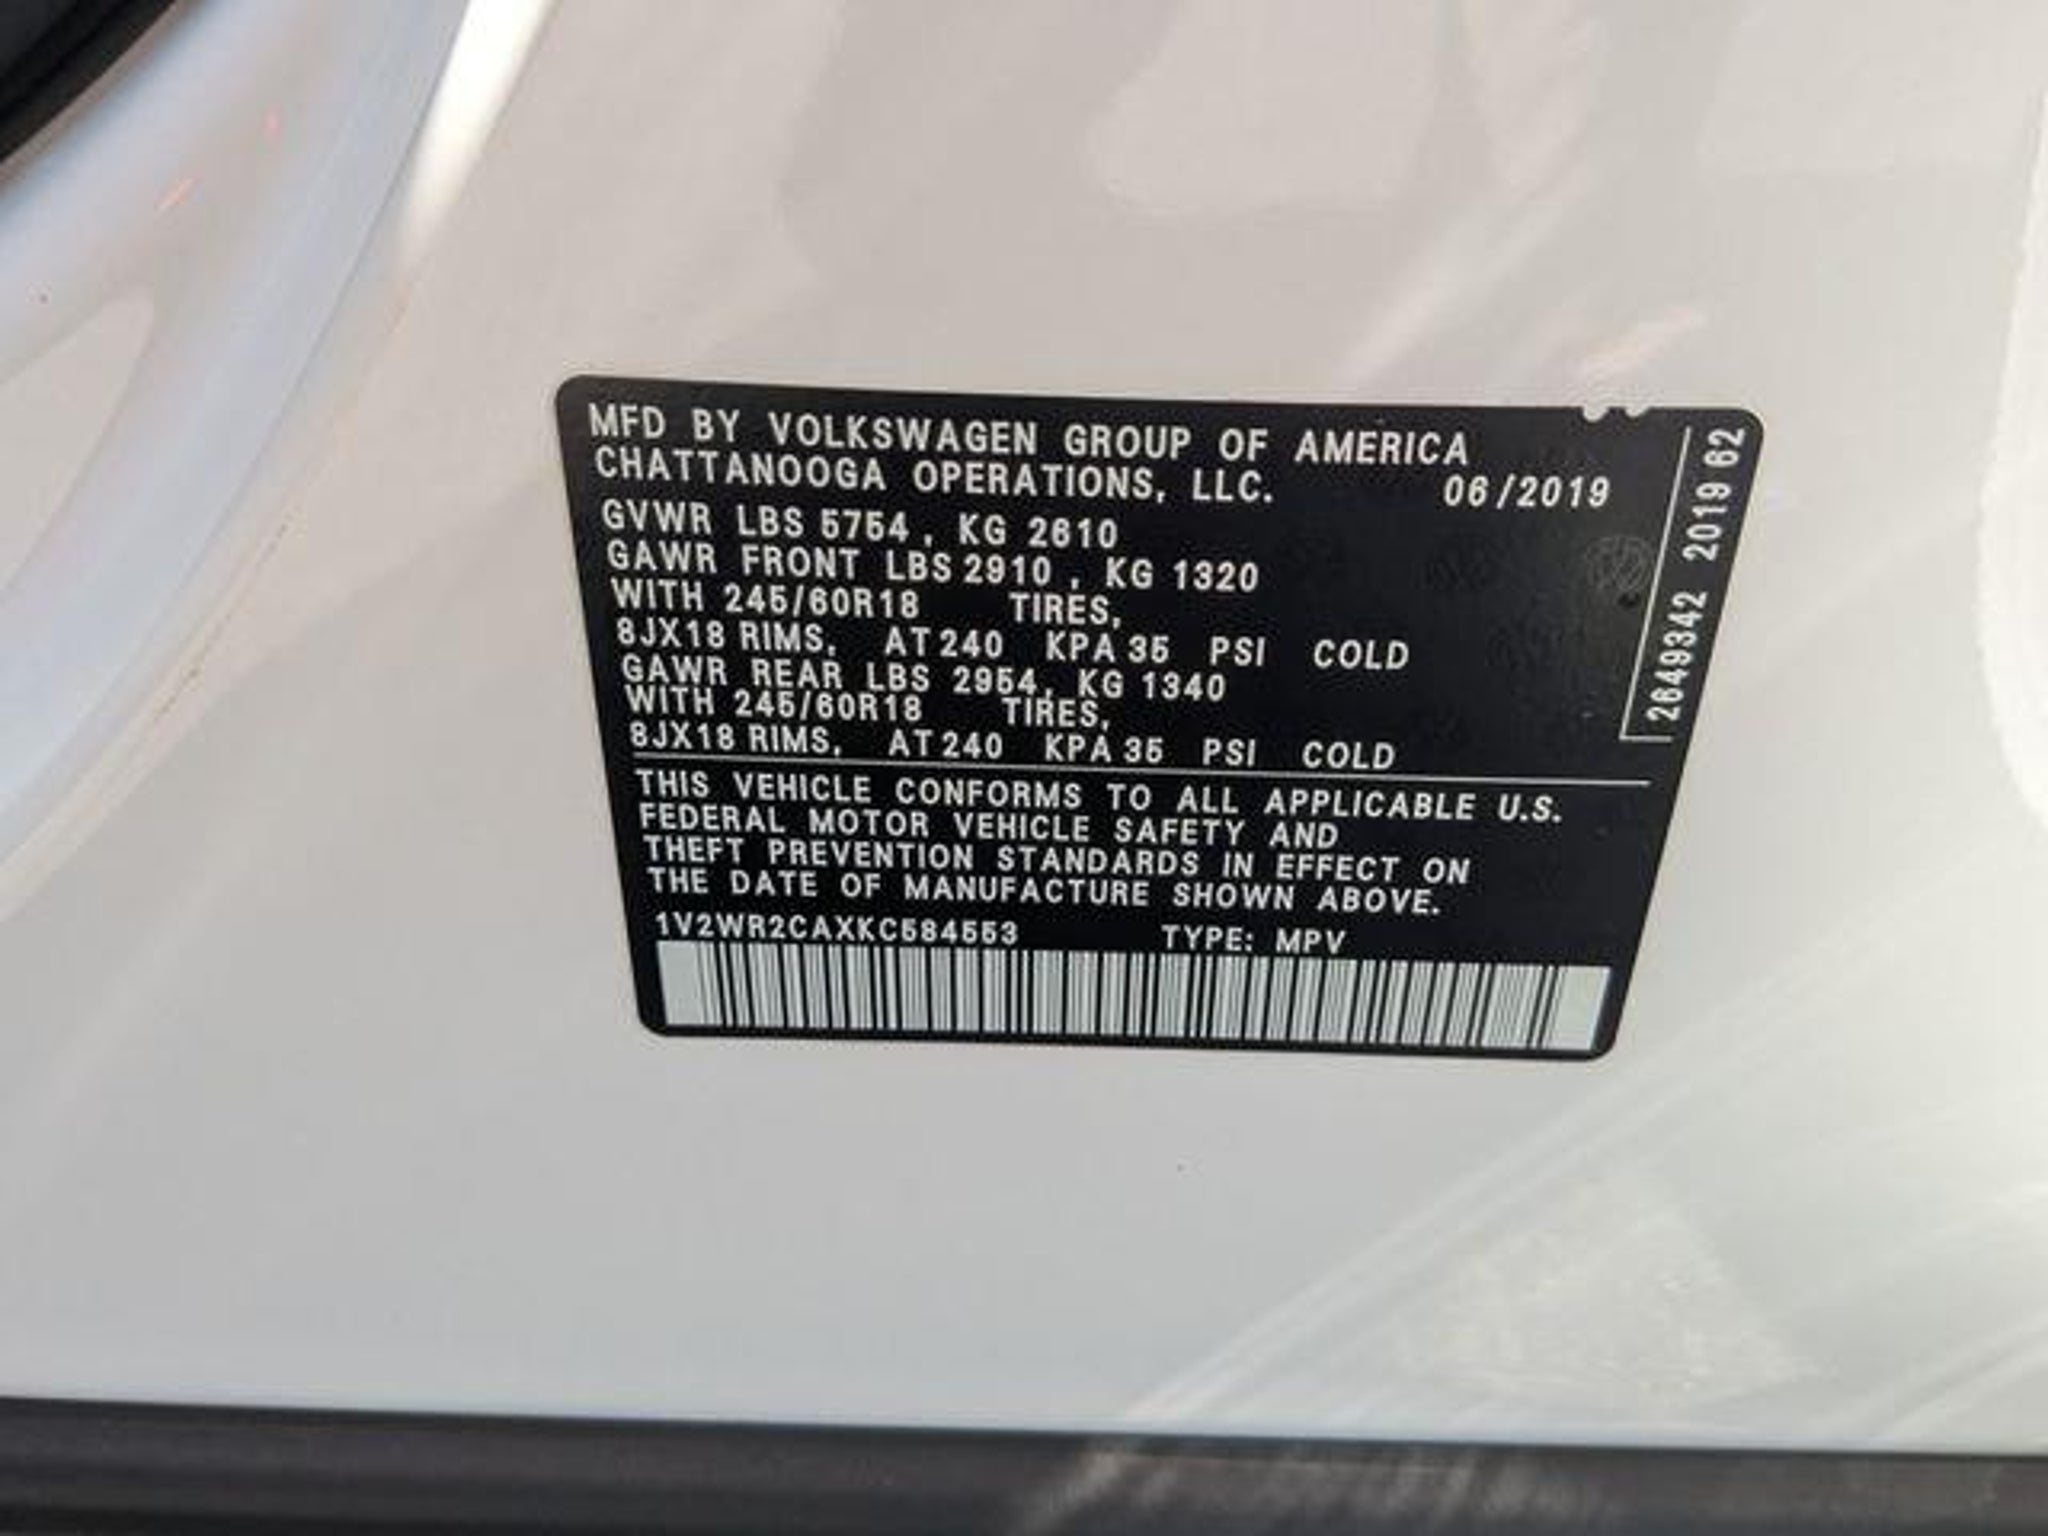 MFD BY VOLKSWAGEN GROUP OF AMERICA
CHATTANOOGA OPERATIONS, LLC. 06/2019
GVWR LBS 5754, KG 2610
GAWR FRONT LBS 2910, KG 1320
WITH 245/60R18 TIRES,
8JX18 RIMS, AT 240 KPA 35 PSI COLD
GAWR REAR LBS 2954, KG 1340
WITH 245/60R18 TIRES,
8JX18 RIMS, AT 240 KPA 35 PSI COLD
THIS VEHICLE CONFORMS TO ALL APPLICABLE U.S.
FEDERAL MOTOR VEHICLE SAFETY AND
THEFT PREVENTION STANDARDS IN EFFECT ON
THE DATE OF MANUFACTURE SHOWN ABOVE.
1V2WR2CAXKC584553 TYPE: MPV
2649342 2019 62